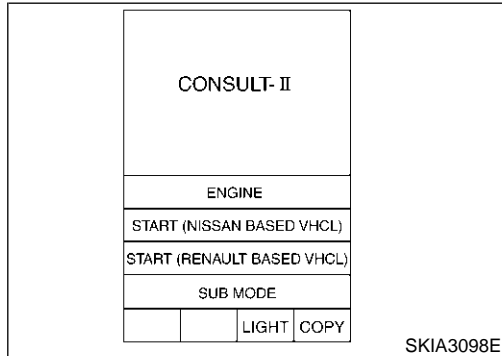 CONSULT- II
ENGINE
START (NISSAN BASED VHCL)
START (RENAULT BASED VHCL)
SUB MODE
LIGHT COPY
SKIA3098E